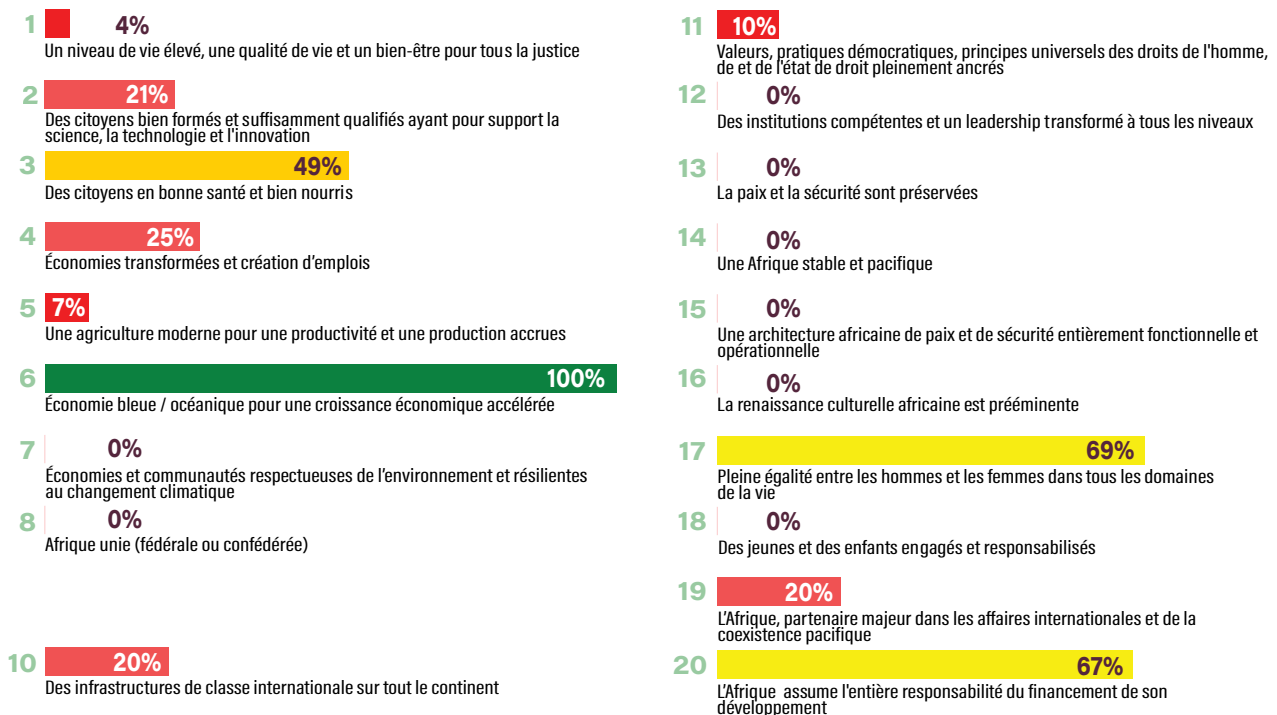 1 4%
Un niveau de vie élevé, une qualité de vie et un bien-être pour tous la justice
2 21%
Des citoyens bien formés et suffisamment qualifiés ayant pour support la
science, la technologie et l'innovation
3 49%
Des citoyens en bonne santé et bien nourris
4 25%
Économies transformées et création d'emplois
5 7%
Une agriculture moderne pour une productivité et une production accrues
6 100%
Économie bleue / océanique pour une croissance économique accélérée
7 0%
Économies et communautés respectueuses de l'environnement et résilientes
au changement climatique
8 0%
Afrique unie (fédérale ou confédérée)
10 20%
Des infrastructures de classe internationale sur tout le continent
11 10%
Valeurs, pratiques démocratiques, principes universels des droits de l'homme,
de et de l'état de droit pleinement ancrés
12 0%
Des institutions compétentes et un leadership transformé à tous les niveaux
13 0%
La paix et la sécurité sont préservées
14 0%
Une Afrique stable et pacifique
15 0%
Une architecture africaine de paix et de sécurité entièrement fonctionnelle et
opérationnelle
16 0%
La renaissance culturelle africaine est prééminente
17 69%
Pleine égalité entre les hommes et les femmes dans tous les domaines
de la vie
18 0%
Des jeunes et des enfants engagés et responsabilisés
19 20%
L'Afrique, partenaire majeur dans les affaires internationales et de la
coexistence pacifique
20 67%
L'Afrique assume l'entière responsabilité du financement de son
développement